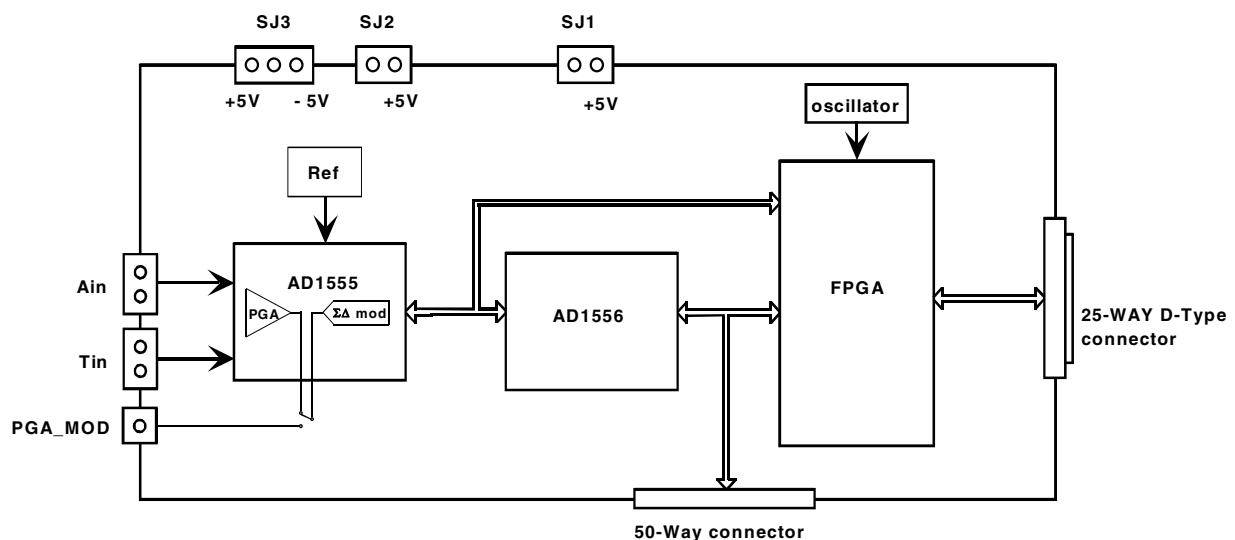 SJ3 SJ2 SJ1
+5V - 5V +5V +5V
oscillator
Ref
AD1555
PGA ΣΔ mod
AD1556
FPGA
Ain
Tin
PGA_MOD
25-WAY D-Type
connector
50-Way connector